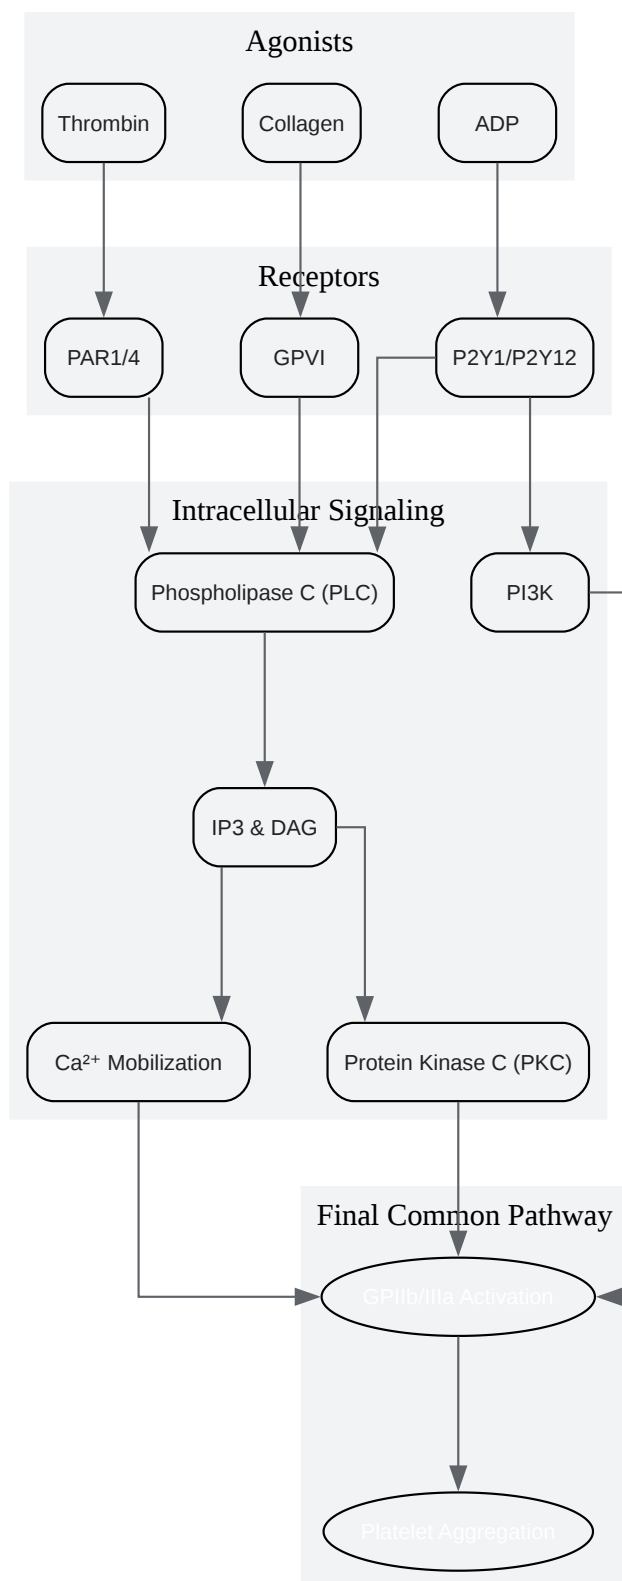 Agonists
Thrombin
Collagen
ADP
Receptors
PAR1/4
GPVI
P2Y1/P2Y12
Intracellular Signaling
Phospholipase C (PLC)
PI3K
IP3 & DAG
Ca²⁺ Mobilization
Protein Kinase C (PKC)
Final Common Pathway
GPIIb/IIIa Activation
Platelet Aggregation